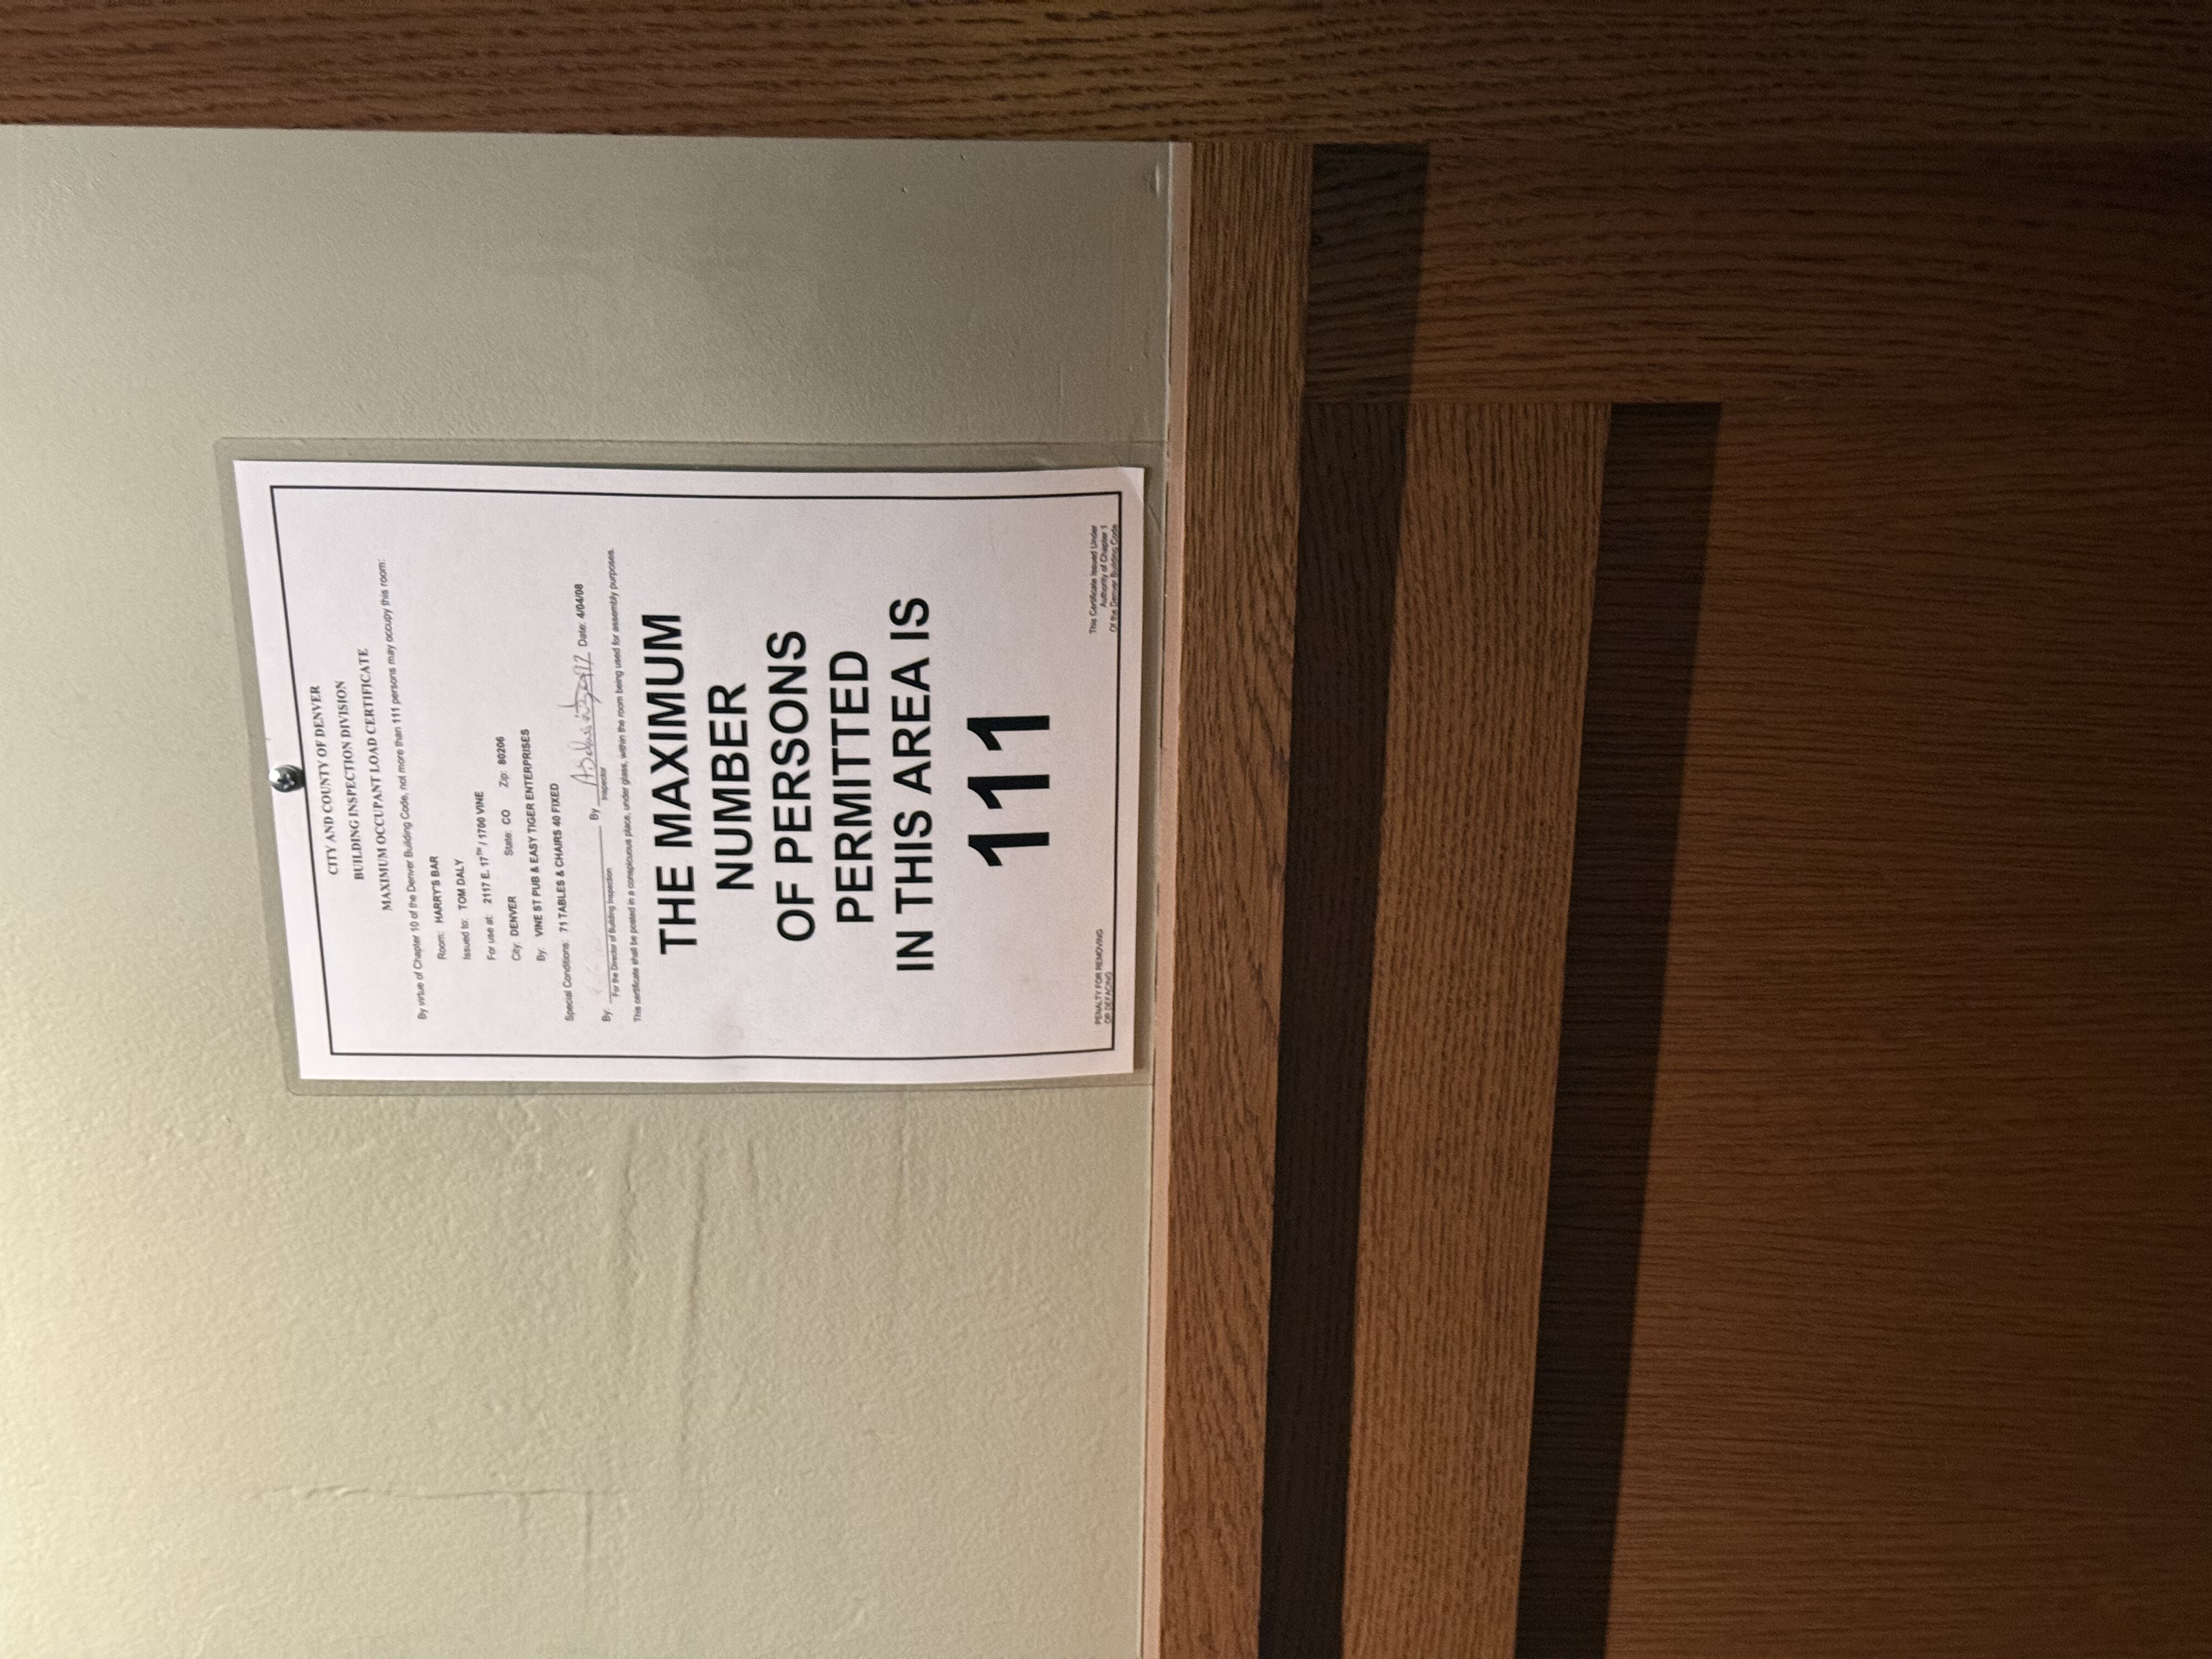 CITY AND COUNTY OF DENVER
BUILDING INSPECTION DIVISION
MAXIMUM OCCUPANT LOAD CERTIFICATE
By virtue of Chapter 10 of the Denver Building Code, not more than 111 persons may occupy this room:
Room: HARRY'S BAR
Issued to: TOM DALY
For use at: 2117 E. 17TH / 1700 VINE
City: DENVER State: CO Zip: 80206
By: VINE ST PUB & EASY TIGER ENTERPRISES
Special Conditions: 71 TABLES & CHAIRS 40 FIXED
By: By Date: 4/04/08
For the Director of Building Inspection Inspector
This certificate shall be posted in a conspicuous place, under glass, within the room being used for assembly purposes.
THE MAXIMUM
NUMBER
OF PERSONS
PERMITTED
IN THIS AREA IS
111
PENALTY FOR REMOVING
OR DEFACING
This Certificate Issued Under
Authority of Chapter 1
Of the Denver Building Code